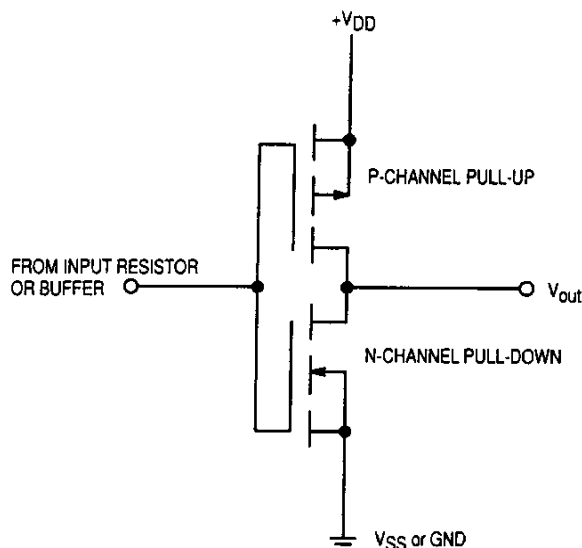 +VDD
P-CHANNEL PULL-UP
FROM INPUT RESISTOR
OR BUFFER
Vout
N-CHANNEL PULL-DOWN
VSS or GND